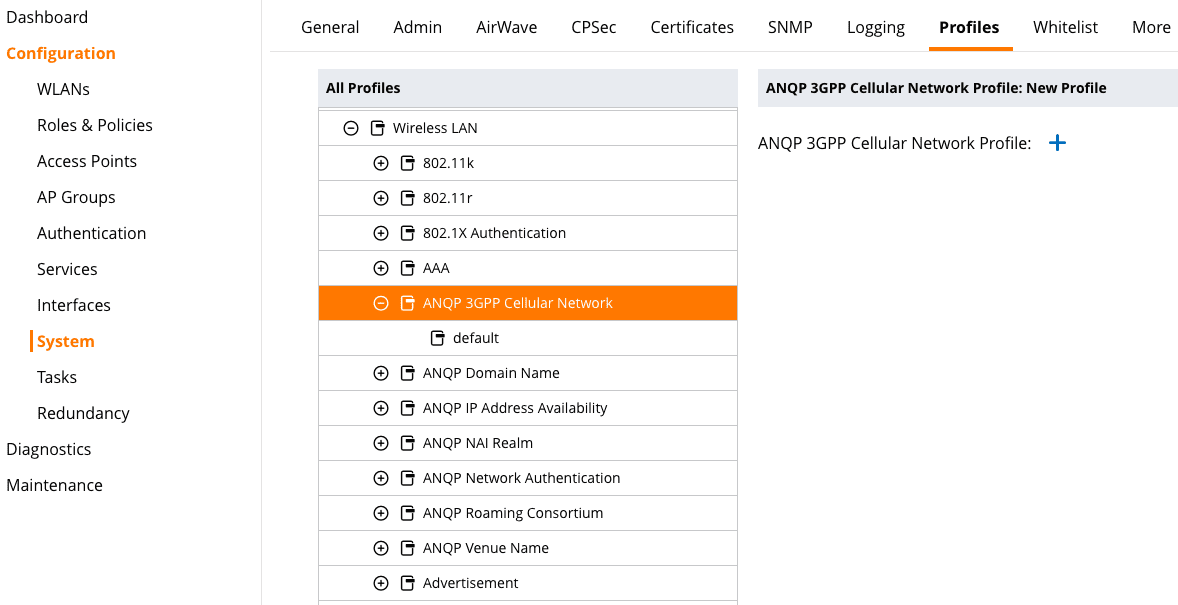 Dashboard
Configuration
WLANs
Roles & Policies
Access Points
AP Groups
Authentication
Services
Interfaces
System
Tasks
Redundancy
Diagnostics
Maintenance
General Admin AirWave CPSec Certificates SNMP Logging Profiles Whitelist More
All Profiles
Wireless LAN
802.11k
802.11r
802.1X Authentication
AAA
ANQP 3GPP Cellular Network
default
ANQP Domain Name
ANQP IP Address Availability
ANQP NAI Realm
ANQP Network Authentication
ANQP Roaming Consortium
ANQP Venue Name
Advertisement
ANQP 3GPP Cellular Network Profile: New Profile
ANQP 3GPP Cellular Network Profile: